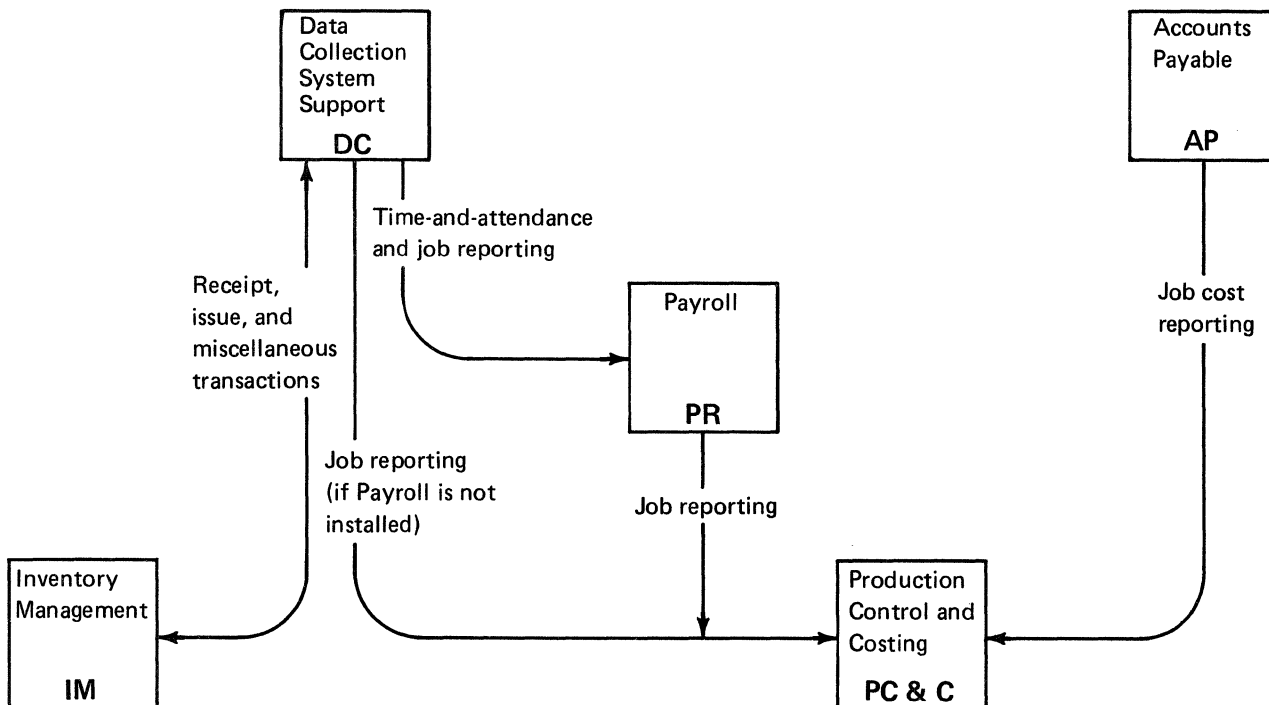 Data
Collection
System
Support
DC
Accounts
Payable
AP
Time-and-attendance
and job reporting
Receipt,
issue, and
miscellaneous
transactions
Payroll
PR
Job cost
reporting
Job reporting
(if Payroll is not
installed)
Job reporting
Inventory
Management
IM
Production
Control and
Costing
PC & C